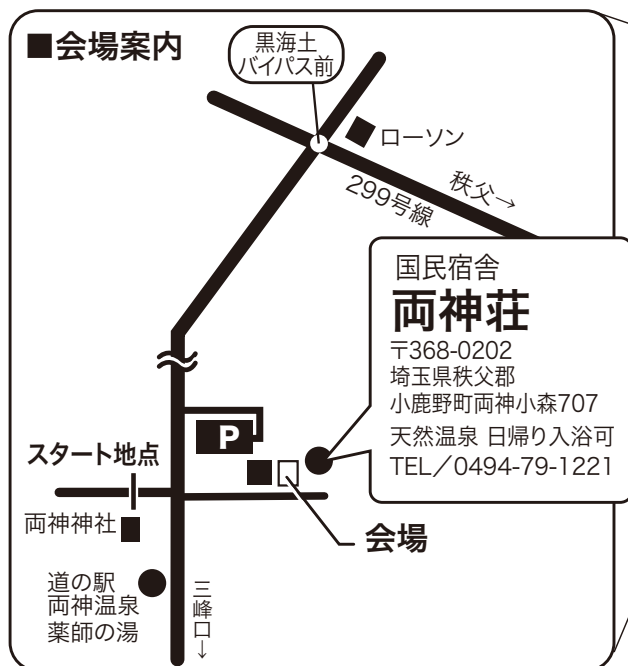 ■会場案内
黒海土
バイパス前
ローソン
秩父→
299号線
国民宿舎
両神荘
〒368-0202
埼玉県秩父郡
小鹿野町両神小森707
天然温泉 日帰り入浴可
TEL／0494-79-1221
P
スタート地点
両神神社
会場
道の駅
両神温泉
薬師の湯
三峰口↓